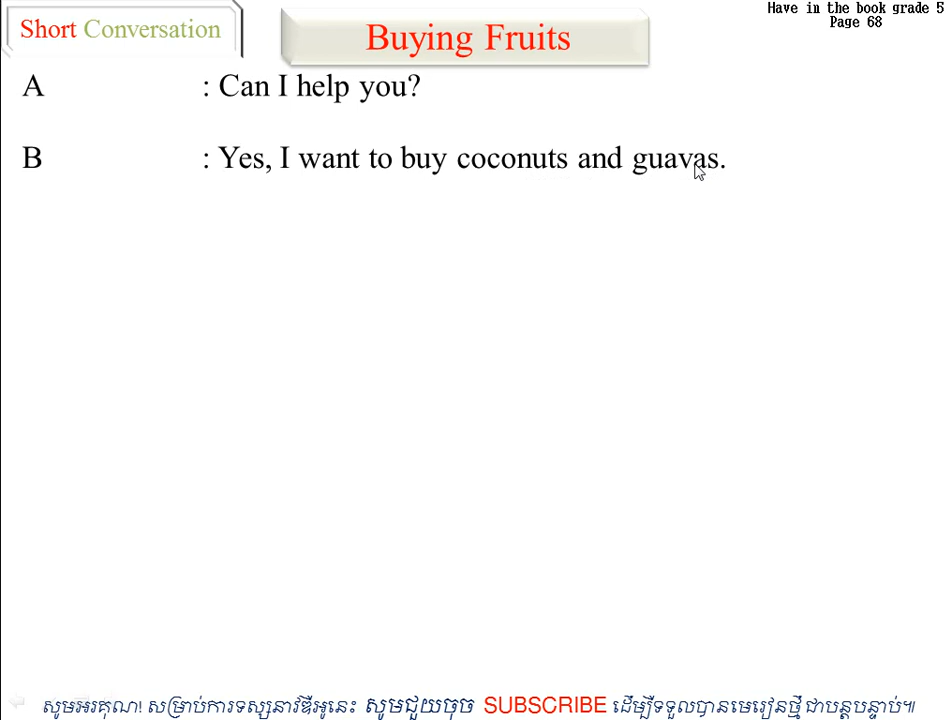 Have in the book grade 5
Page 68
Short Conversation
Buying Fruits
A : Can I help you?
B : Yes, I want to buy coconuts and guavas.
សូមអរគុណ! សម្រាប់ការទស្សនាវីឌីអូនេះ សូមជួយចុច SUBSCRIBE ដើម្បីទទួលបានមេរៀនថ្មី ជាបន្តបន្ទាប់៕